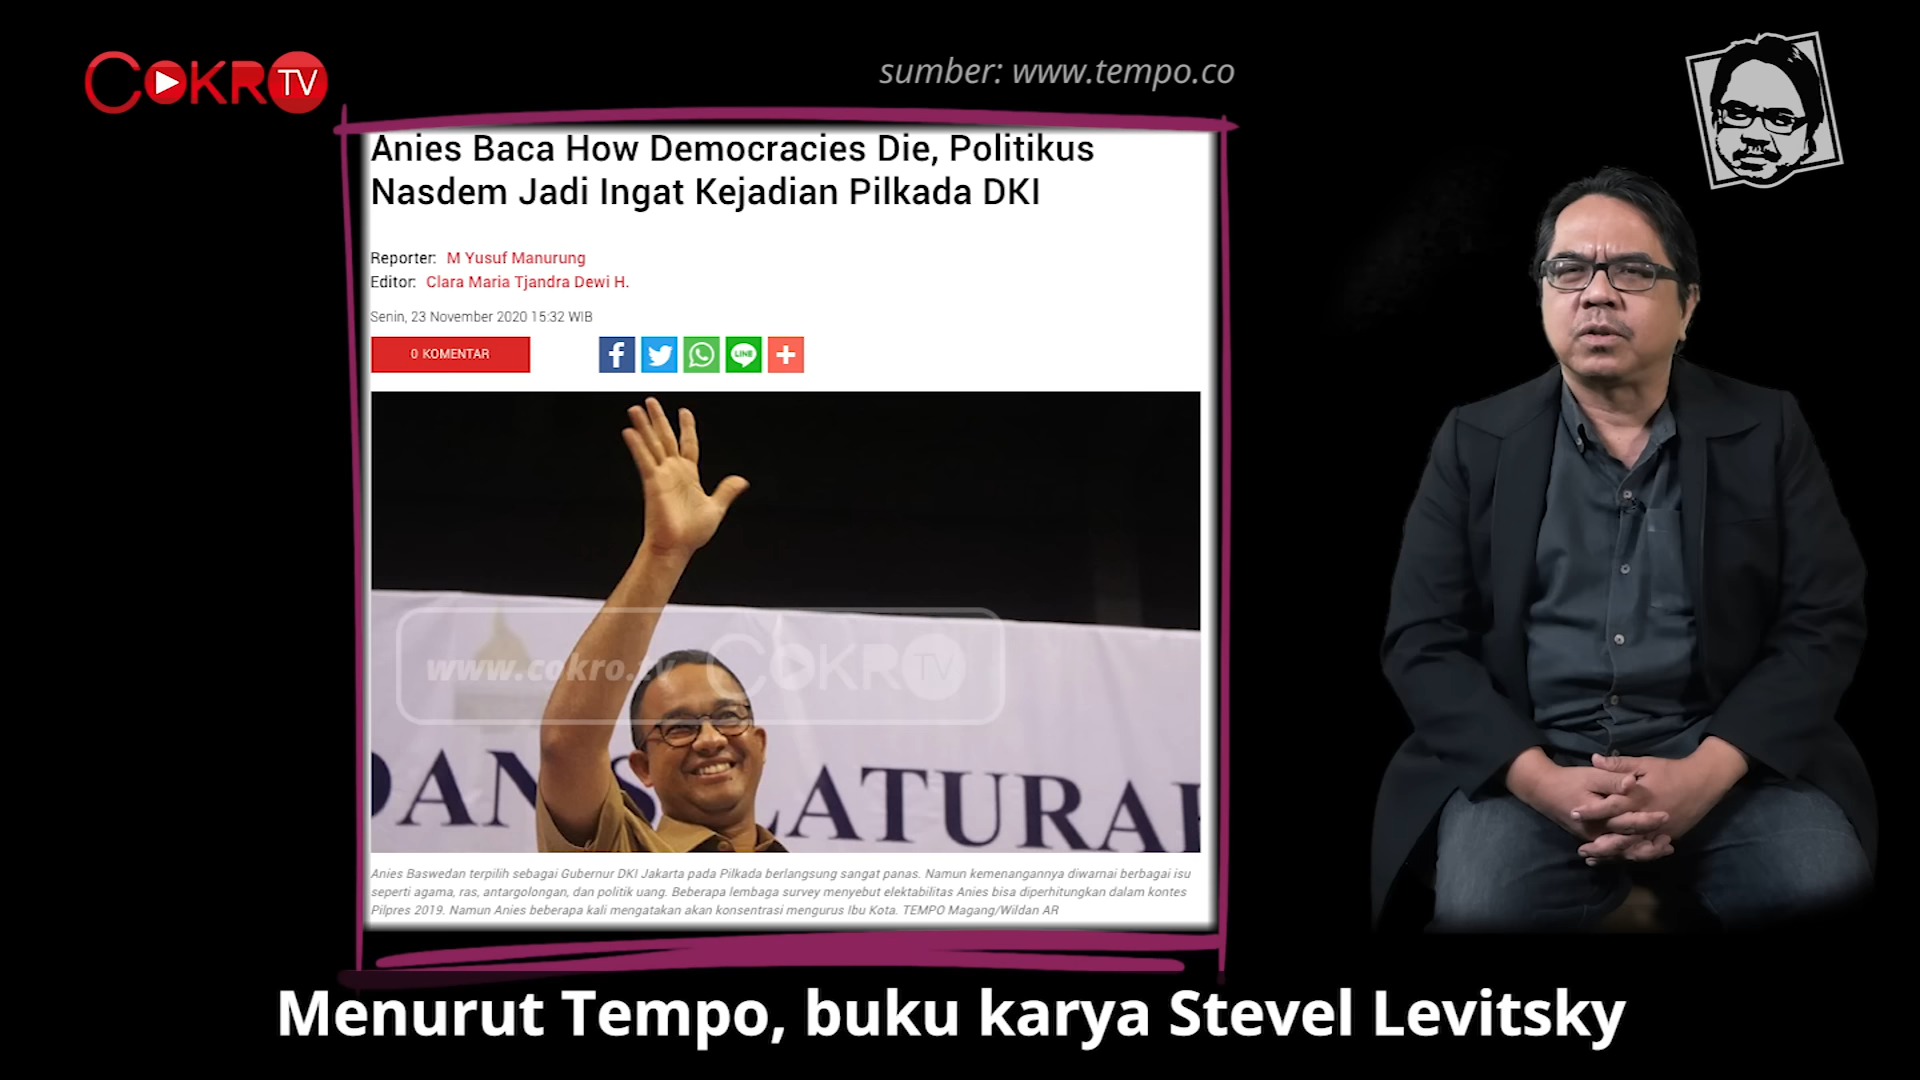 COKRO TV
sumber: www.tempo.co
Anies Baca How Democracies Die, Politikus
Nasdem Jadi Ingat Kejadian Pilkada DKI
Reporter: M Yusuf Manurung
Editor: Clara Maria Tjandra Dewi H.
Senin, 23 November 2020 15:32 WIB
0 KOMENTAR
LINE
www.cokro.tv COKRO TV
DAN S LATURAH
Anies Baswedan terpilih sebagai Gubernur DKI Jakarta pada Pilkada berlangsung sangat panas. Namun kemenangannya diwarnai berbagai isu
seperti agama, ras, antargolongan, dan politik uang. Beberapa lembaga survey menyebut elektabilitas Anies bisa diperhitungkan dalam kontes
Pilpres 2019. Namun Anies beberapa kali mengatakan akan konsentrasi mengurus Ibu Kota. TEMPO Magang/Wildan AR
Menurut Tempo, buku karya Stevel Levitsky